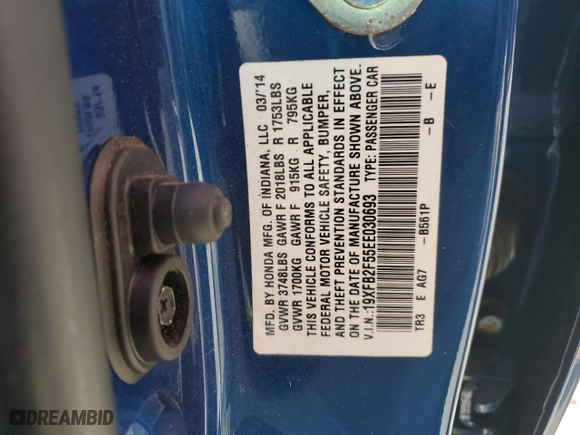 MFD. BY HONDA MFG. OF INDIANA, LLC 03/'14
GVWR 3748LBS GAWR F 2018LBS R 1753LBS
GVWR 1700KG GAWR F 915KG R 795KG
THIS VEHICLE CONFORMS TO ALL APPLICABLE
FEDERAL MOTOR VEHICLE SAFETY, BUMPER,
AND THEFT PREVENTION STANDARDS IN EFFECT
ON THE DATE OF MANUFACTURE SHOWN ABOVE.
V.I.N.: 19XFB2F55EE030693 TYPE: PASSENGER CAR
TR3 E AG7 -B561P -B -E
DREAMBID